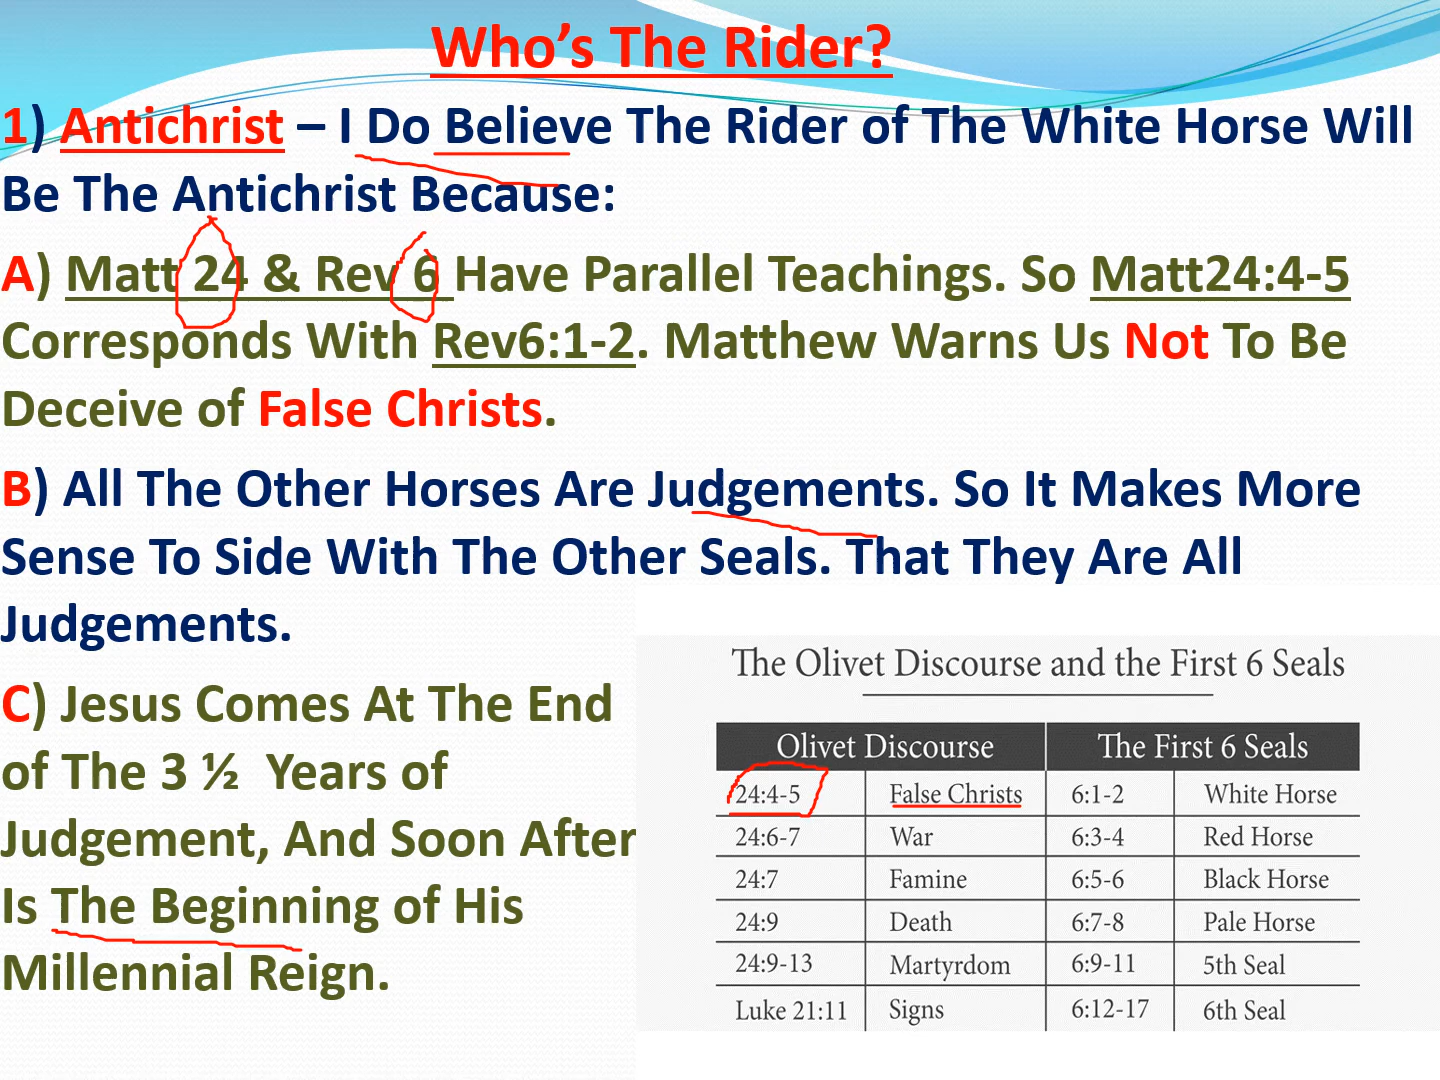 Who's The Rider?
1) Antichrist – I Do Believe The Rider of The White Horse Will
Be The Antichrist Because:
A) Matt 24 & Rev 6 Have Parallel Teachings. So Matt24:4-5
Corresponds With Rev6:1-2. Matthew Warns Us Not To Be
Deceive of False Christs.
B) All The Other Horses Are Judgements. So It Makes More
Sense To Side With The Other Seals. That They Are All
Judgements.
C) Jesus Comes At The End
of The 3 ½ Years of
Judgement, And Soon After
Is The Beginning of His
Millennial Reign.
The Olivet Discourse and the First 6 Seals
Olivet Discourse The First 6 Seals
24:4-5 False Christs 6:1-2 White Horse
24:6-7 War 6:3-4 Red Horse
24:7 Famine 6:5-6 Black Horse
24:9 Death 6:7-8 Pale Horse
24:9-13 Martyrdom 6:9-11 5th Seal
Luke 21:11 Signs 6:12-17 6th Seal